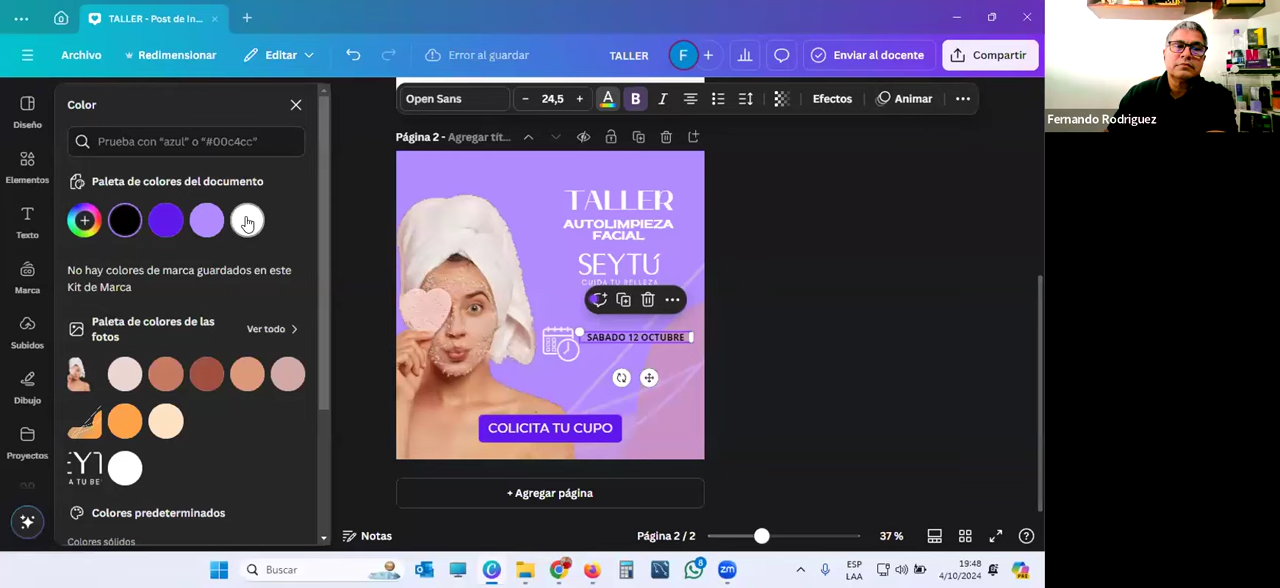 TALLER - Post de In...
Archivo
Redimensionar
Editar
Error al guardar
TALLER
F
Enviar al docente
Compartir
Fernando Rodriguez
Diseño
Elementos
Texto
Marca
Subidos
Dibujo
Proyectos
Color
Prueba con “azul” o “#00c4cc”
Paleta de colores del documento
No hay colores de marca guardados en este
Kit de Marca
Paleta de colores de las
fotos
Ver todo
Colores predeterminados
Colores sólidos
Open Sans
- 24,5 +
A
B
I
Efectos
Animar
Página 2 - Agregar tít...
TALLER
AUTOLIMPIEZA
FACIAL
SEYTÚ
CUIDA TU BELLEZA
SABADO 12 OCTUBRE
COLICITA TU CUPO
+ Agregar página
Notas
Página 2 / 2
37 %
Buscar
8
zm
ESP
LAA
19:48
4/10/2024